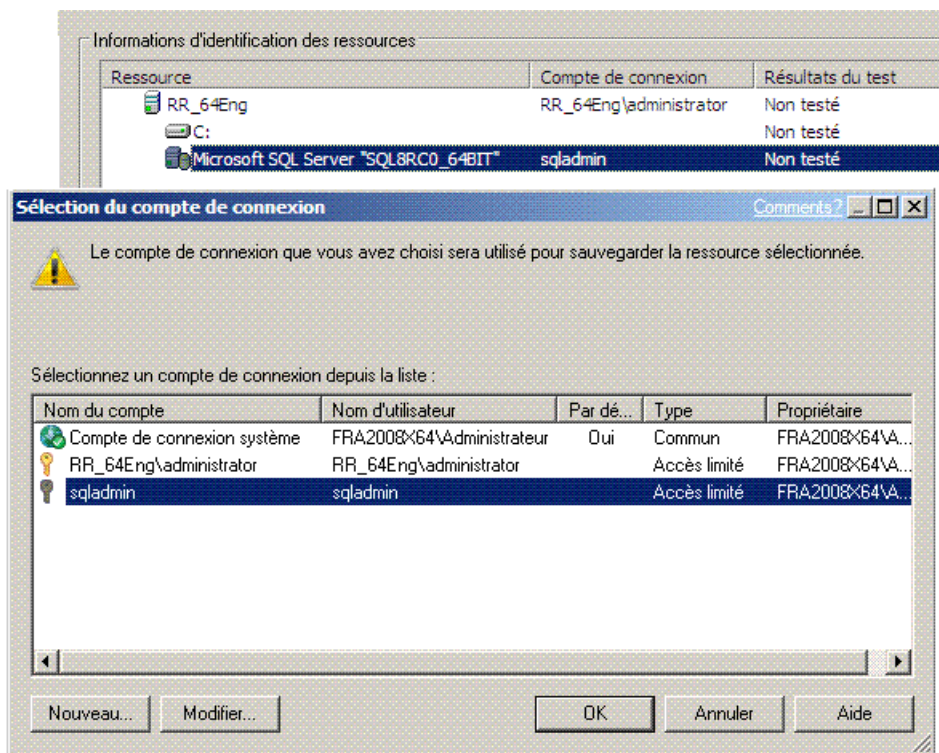 Informations d'identification des ressources
Ressource Compte de connexion Résultats du test
RR_64Eng RR_64Eng\administrator Non testé
C: Non testé
Microsoft SQL Server "SQL8RC0_64BIT" sqladmin Non testé
Sélection du compte de connexion Comments?
Le compte de connexion que vous avez choisi sera utilisé pour sauvegarder la ressource sélectionnée.
Sélectionnez un compte de connexion depuis la liste :
Nom du compte Nom d'utilisateur Par dé... Type Propriétaire
Compte de connexion système FRA2008X64\Administrateur Oui Commun FRA2008X64\A...
RR_64Eng\administrator RR_64Eng\administrator Accès limité FRA2008X64\A...
sqladmin sqladmin Accès limité FRA2008X64\A...
Nouveau... Modifier... OK Annuler Aide